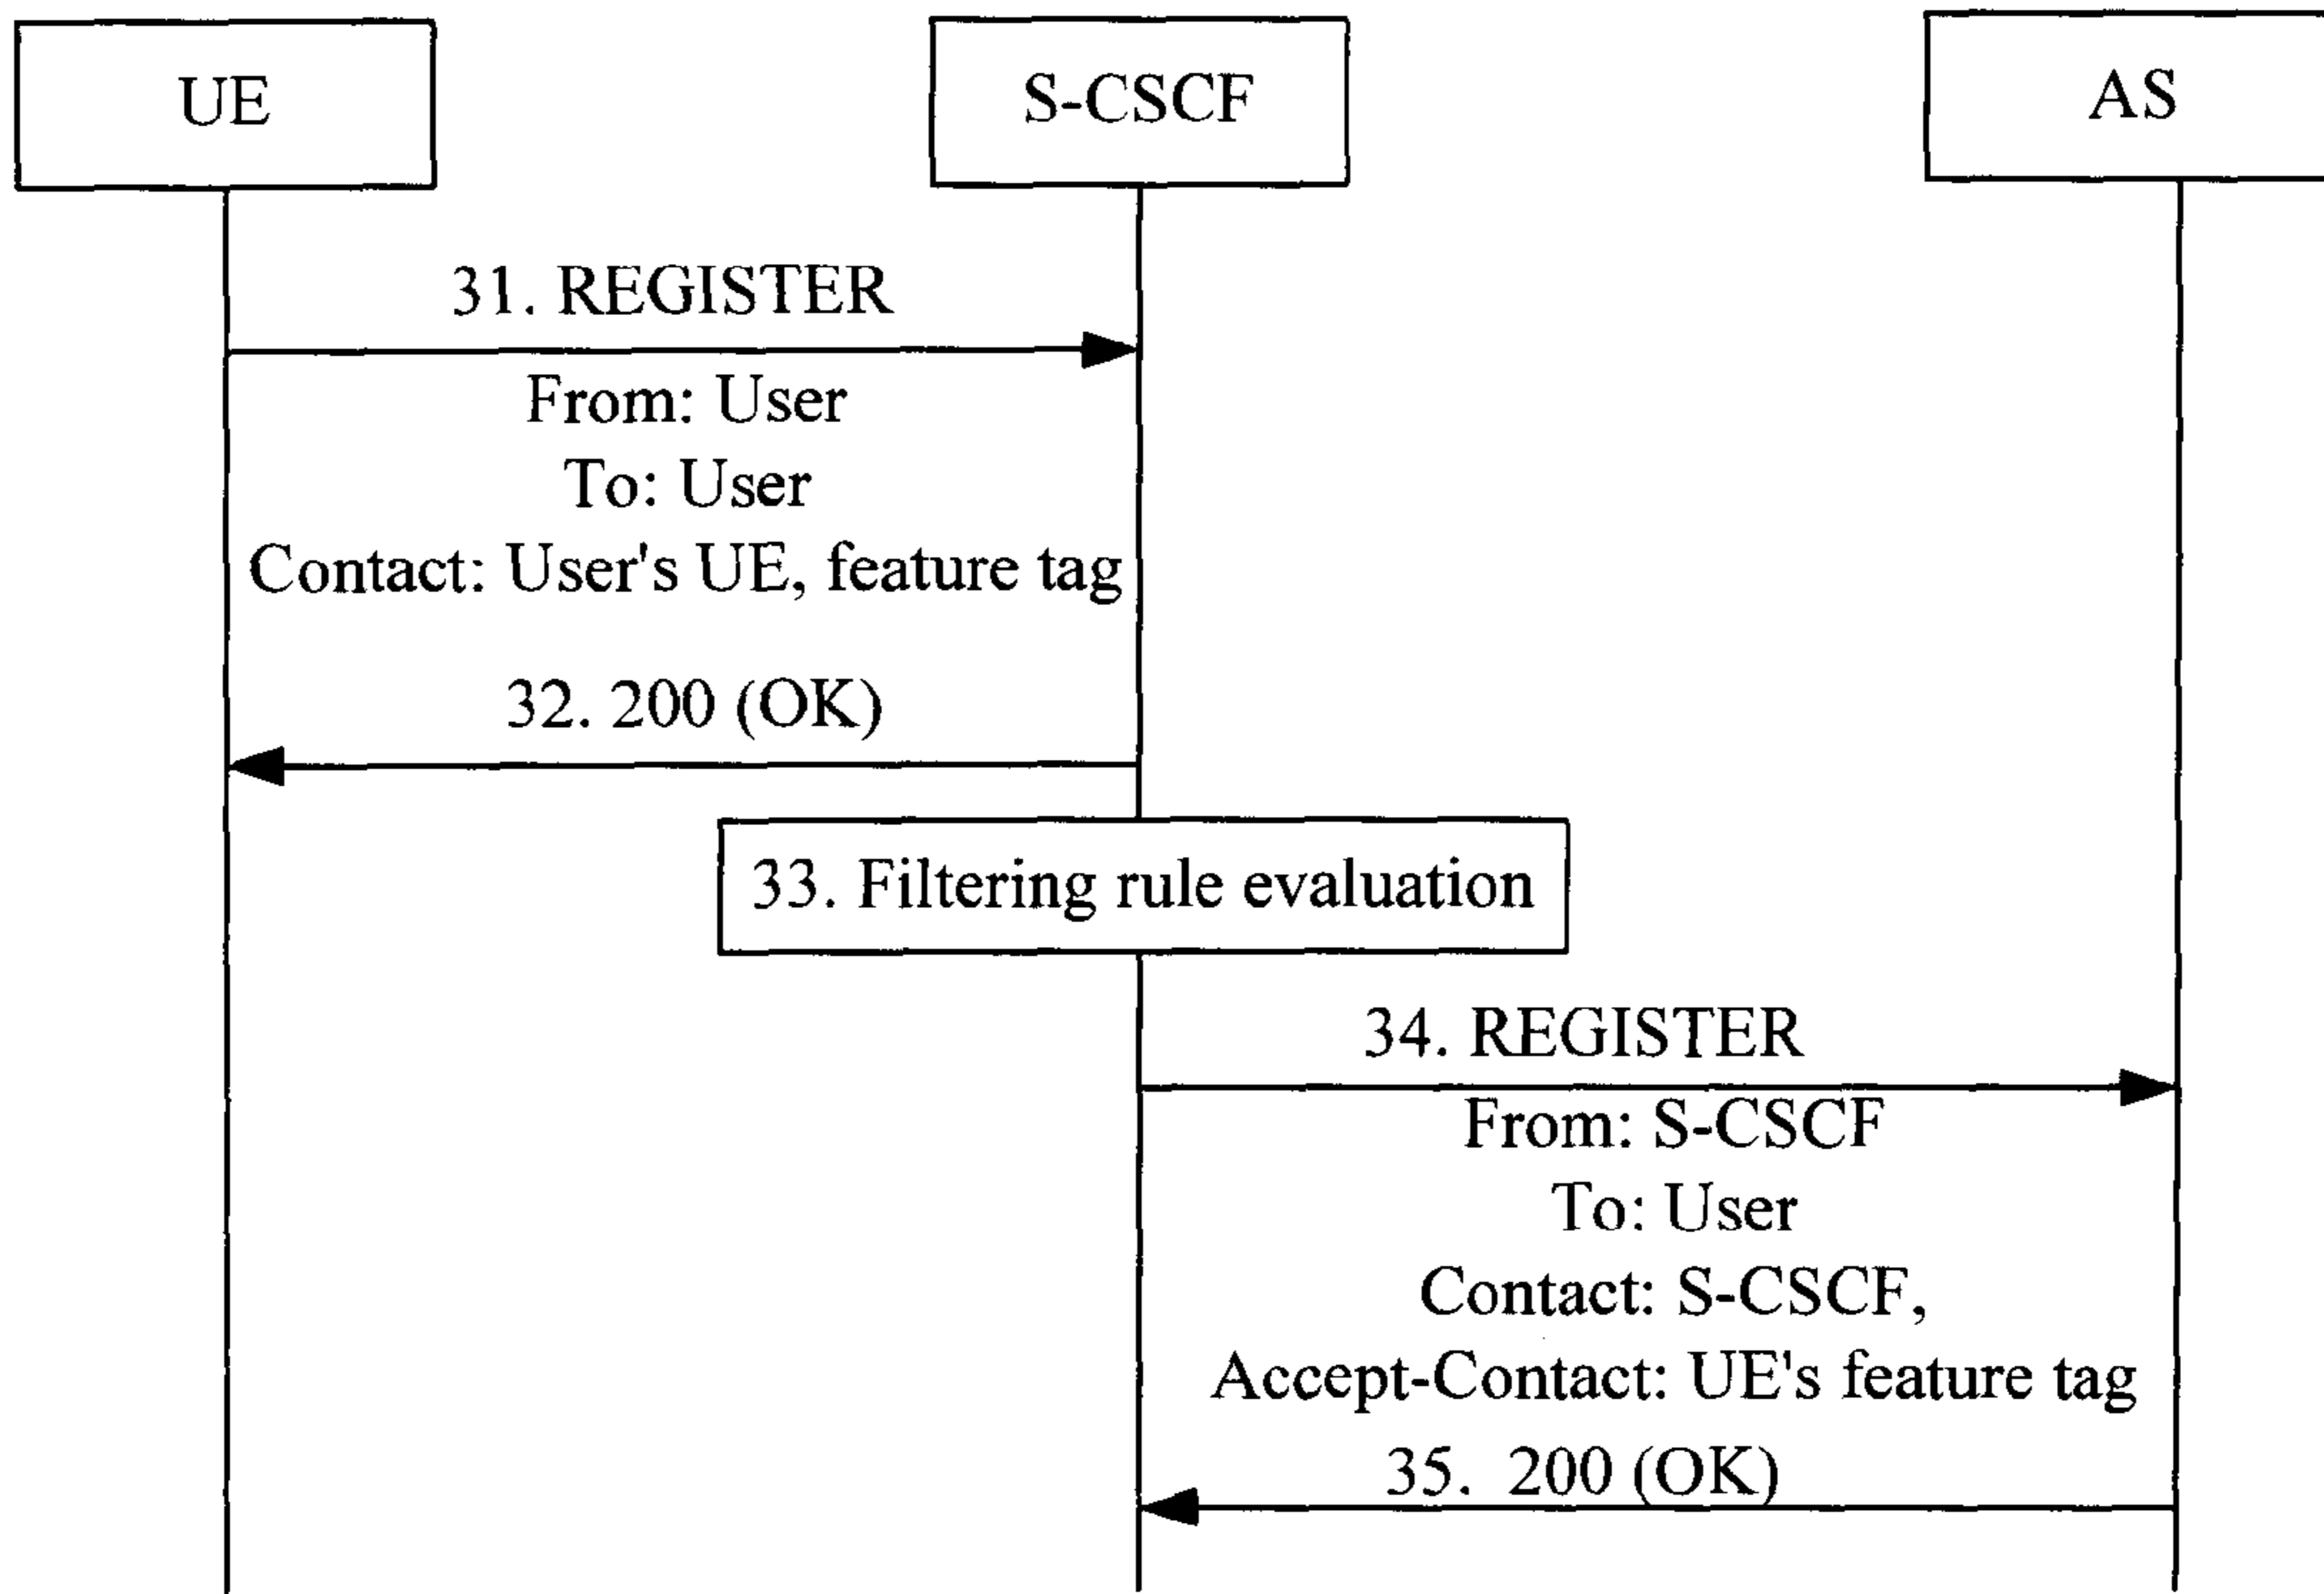 UE
S-CSCF
AS
31. REGISTER
From: User
To: User
Contact: User's UE, feature tag
32. 200 (OK)
33. Filtering rule evaluation
34. REGISTER
From: S-CSCF
To: User
Contact: S-CSCF,
Accept-Contact: UE's feature tag
35. 200 (OK)